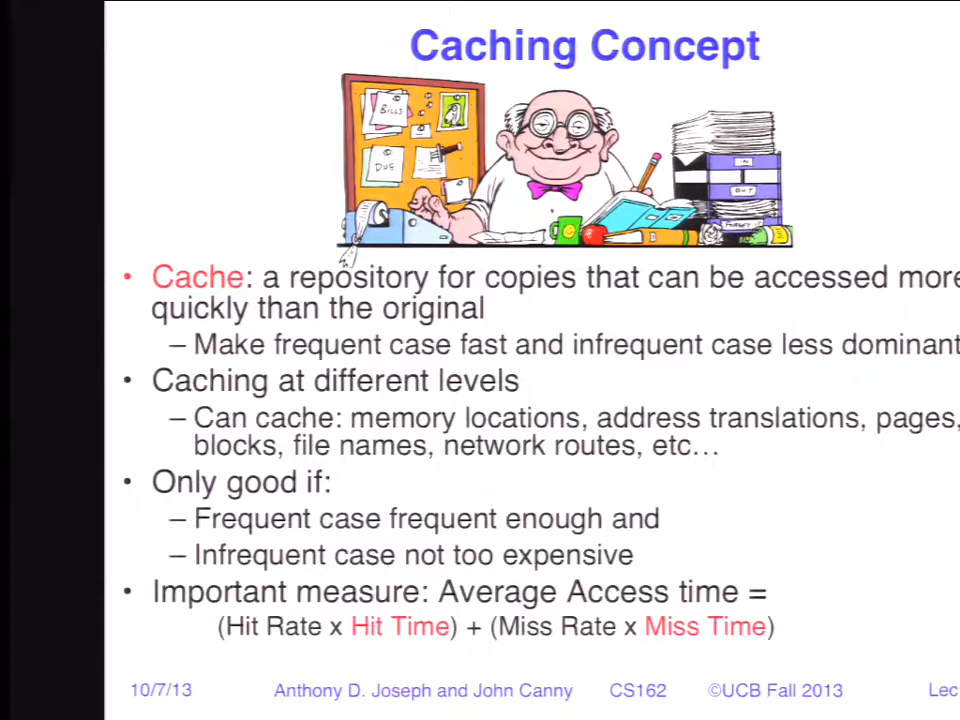 Caching Concept
BILLS
DUE
IN
OUT
• Cache: a repository for copies that can be accessed more
quickly than the original
– Make frequent case fast and infrequent case less dominant
• Caching at different levels
– Can cache: memory locations, address translations, pages,
blocks, file names, network routes, etc…
• Only good if:
– Frequent case frequent enough and
– Infrequent case not too expensive
• Important measure: Average Access time =
(Hit Rate x Hit Time) + (Miss Rate x Miss Time)
10/7/13 Anthony D. Joseph and John Canny CS162 ©UCB Fall 2013 Lec